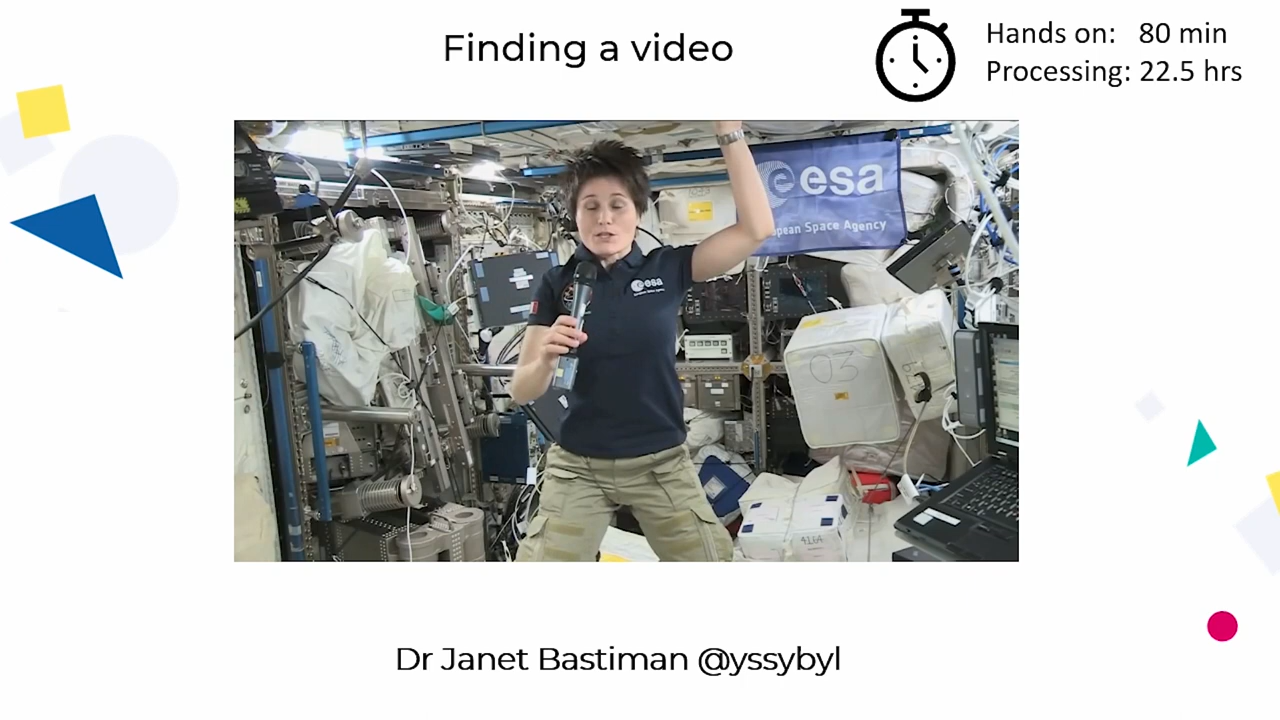 Finding a video
Hands on: 80 min
Processing: 22.5 hrs
esa
pean Space Agency
esa
03
4164
Dr Janet Bastiman @yssybyl